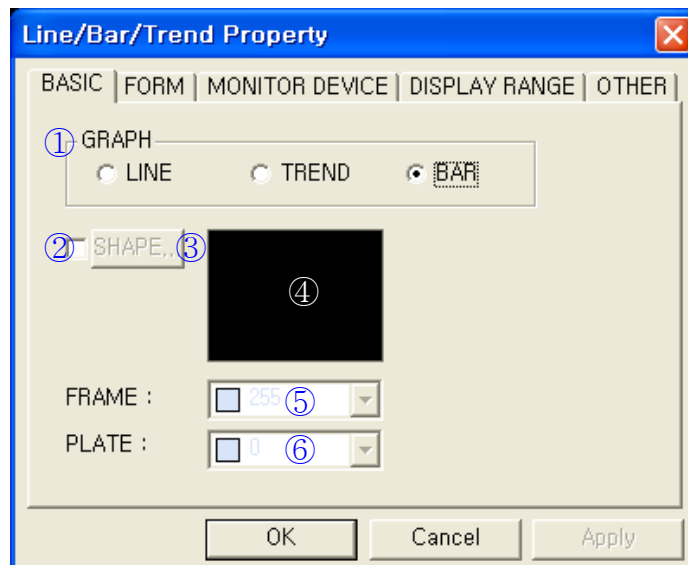 Line/Bar/Trend Property
BASIC FORM MONITOR DEVICE DISPLAY RANGE OTHER
① GRAPH
LINE TREND BAR
② SHAPE... ③
④
FRAME : 255 ⑤
PLATE : 0 ⑥
OK Cancel Apply